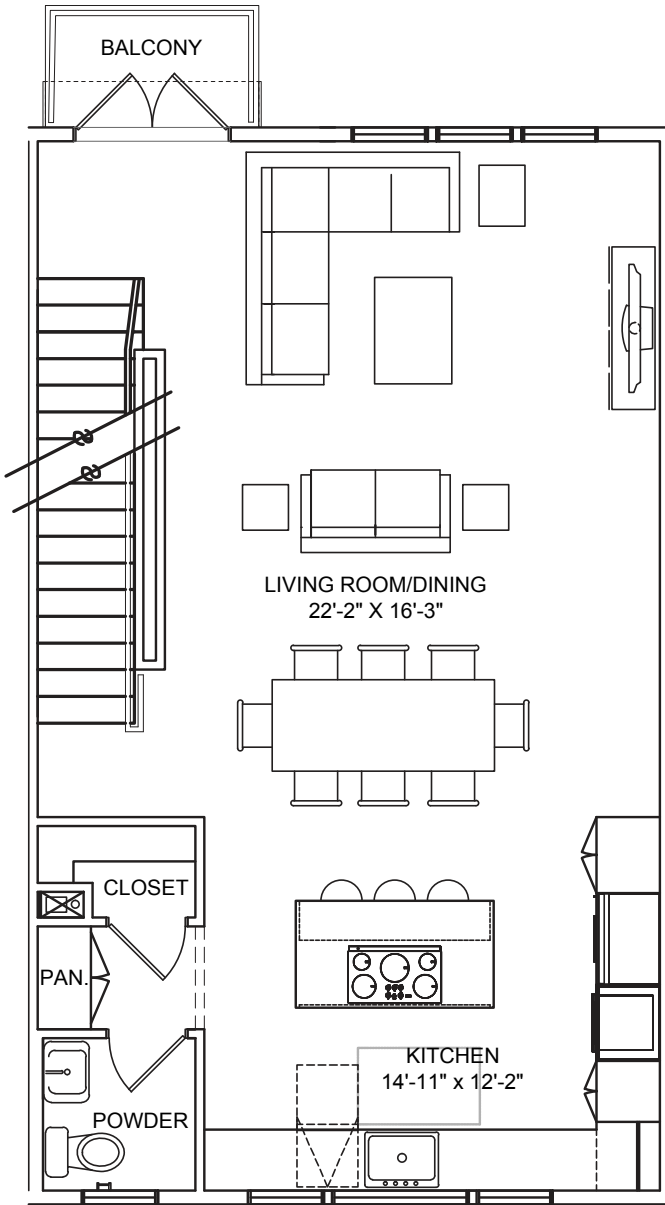 BALCONY
LIVING ROOM/DINING
22'-2" X 16'-3"
CLOSET
PAN.
KITCHEN
14'-11" x 12'-2"
POWDER